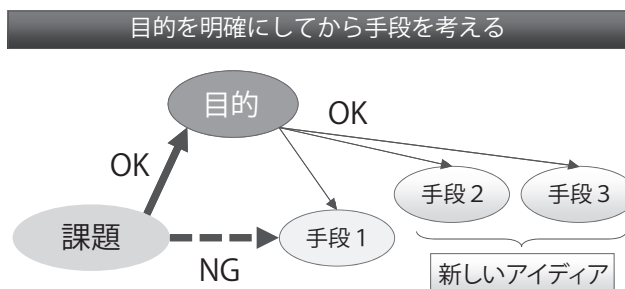 目的を明確にしてから手段を考える
目的
OK
OK
手段2
手段3
課題
手段1
NG
新しいアイディア